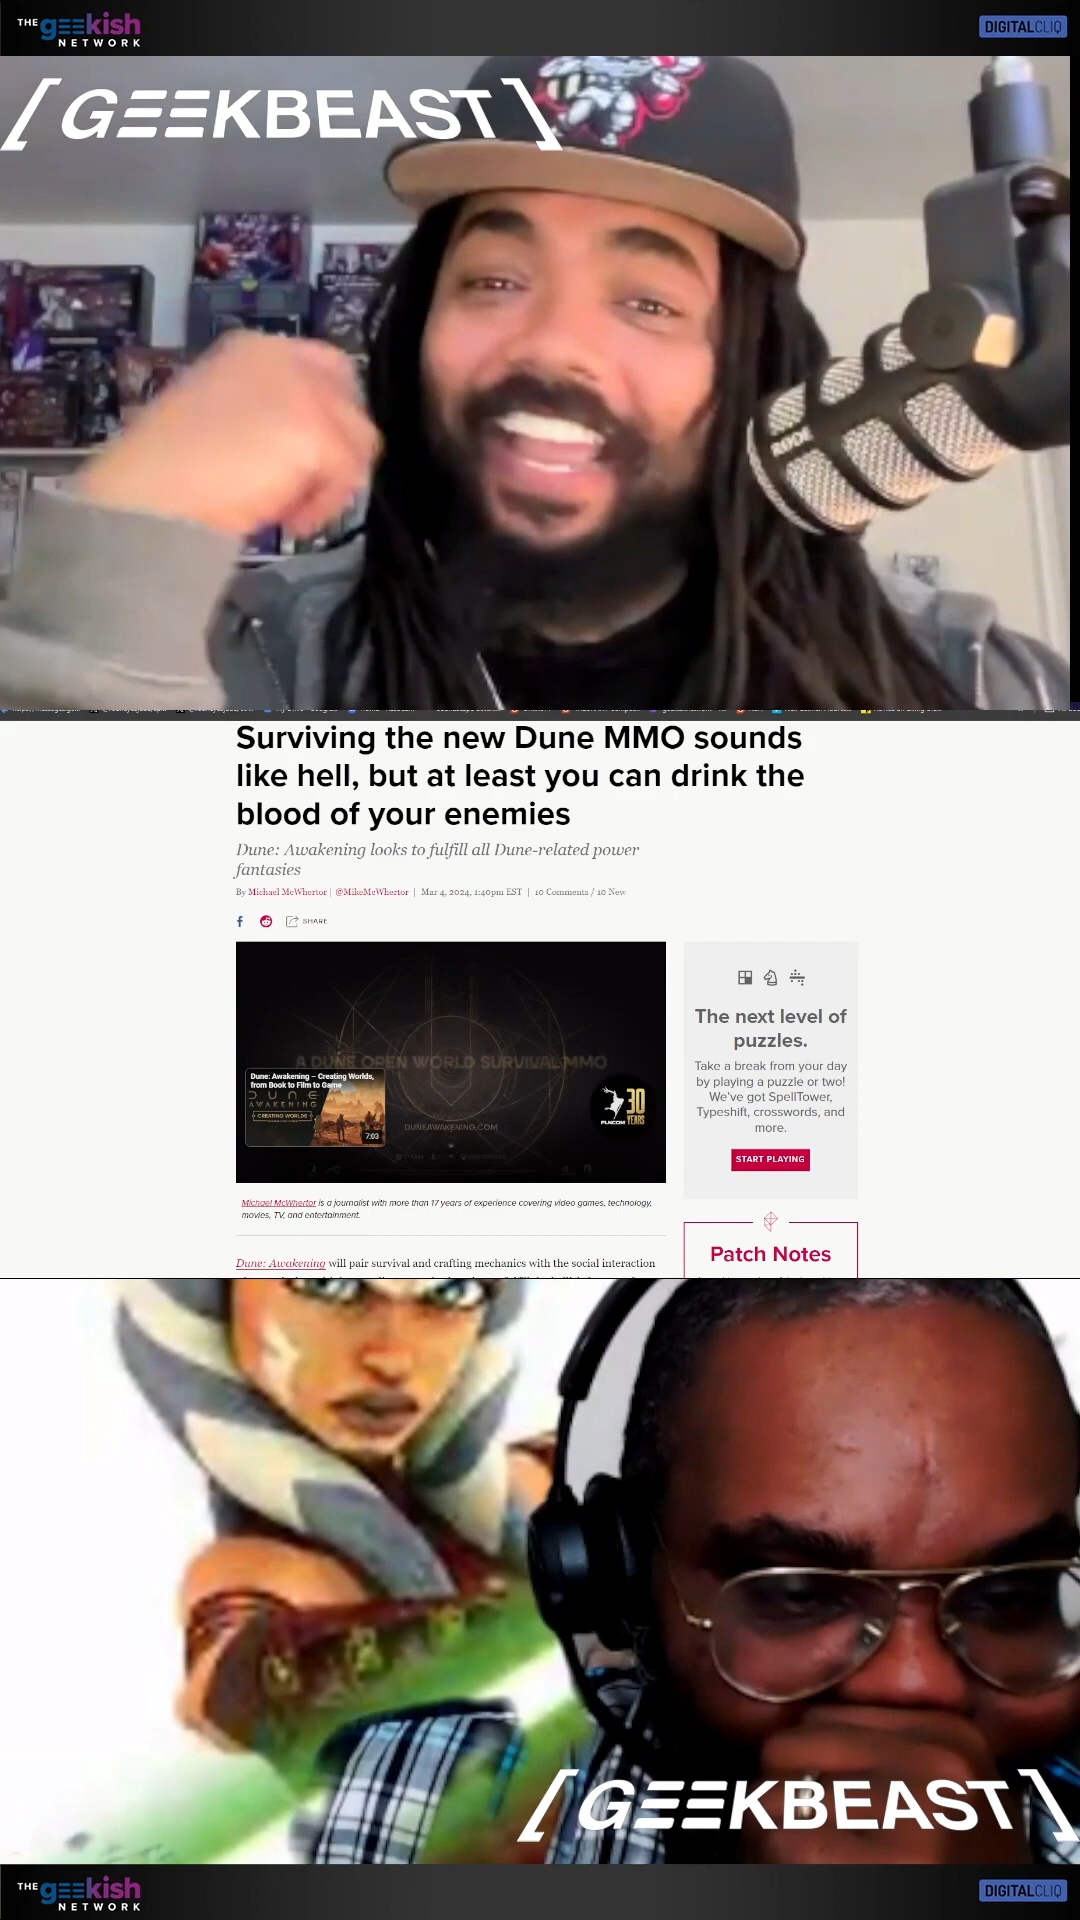 THE geekish
NETWORK
DIGITALCLIQ
[GEEKBEAST]
RODE
Surviving the new Dune MMO sounds
like hell, but at least you can drink the
blood of your enemies
Dune: Awakening looks to fulfill all Dune-related power
fantasies
By Michael McWhertor | @MikeMcWhertor | Mar 4, 2024, 1:40pm EST | 10 Comments / 10 New
SHARE
A DUNE OPEN WORLD SURVIVAL MMO
Dune: Awakening – Creating Worlds,
from Book to Film to Game
DUNE
AWAKENING
CREATING WORLDS
7:03
DUNEAWAKENING.COM
FUNCOM
30
YEARS
The next level of
puzzles.
Take a break from your day
by playing a puzzle or two!
We've got SpellTower,
Typeshift, crosswords, and
more.
START PLAYING
Michael McWhertor is a journalist with more than 17 years of experience covering video games, technology,
movies, TV, and entertainment.
Patch Notes
Dune: Awakening will pair survival and crafting mechanics with the social interaction
[GEEKBEAST]
THE geekish
NETWORK
DIGITALCLIQ